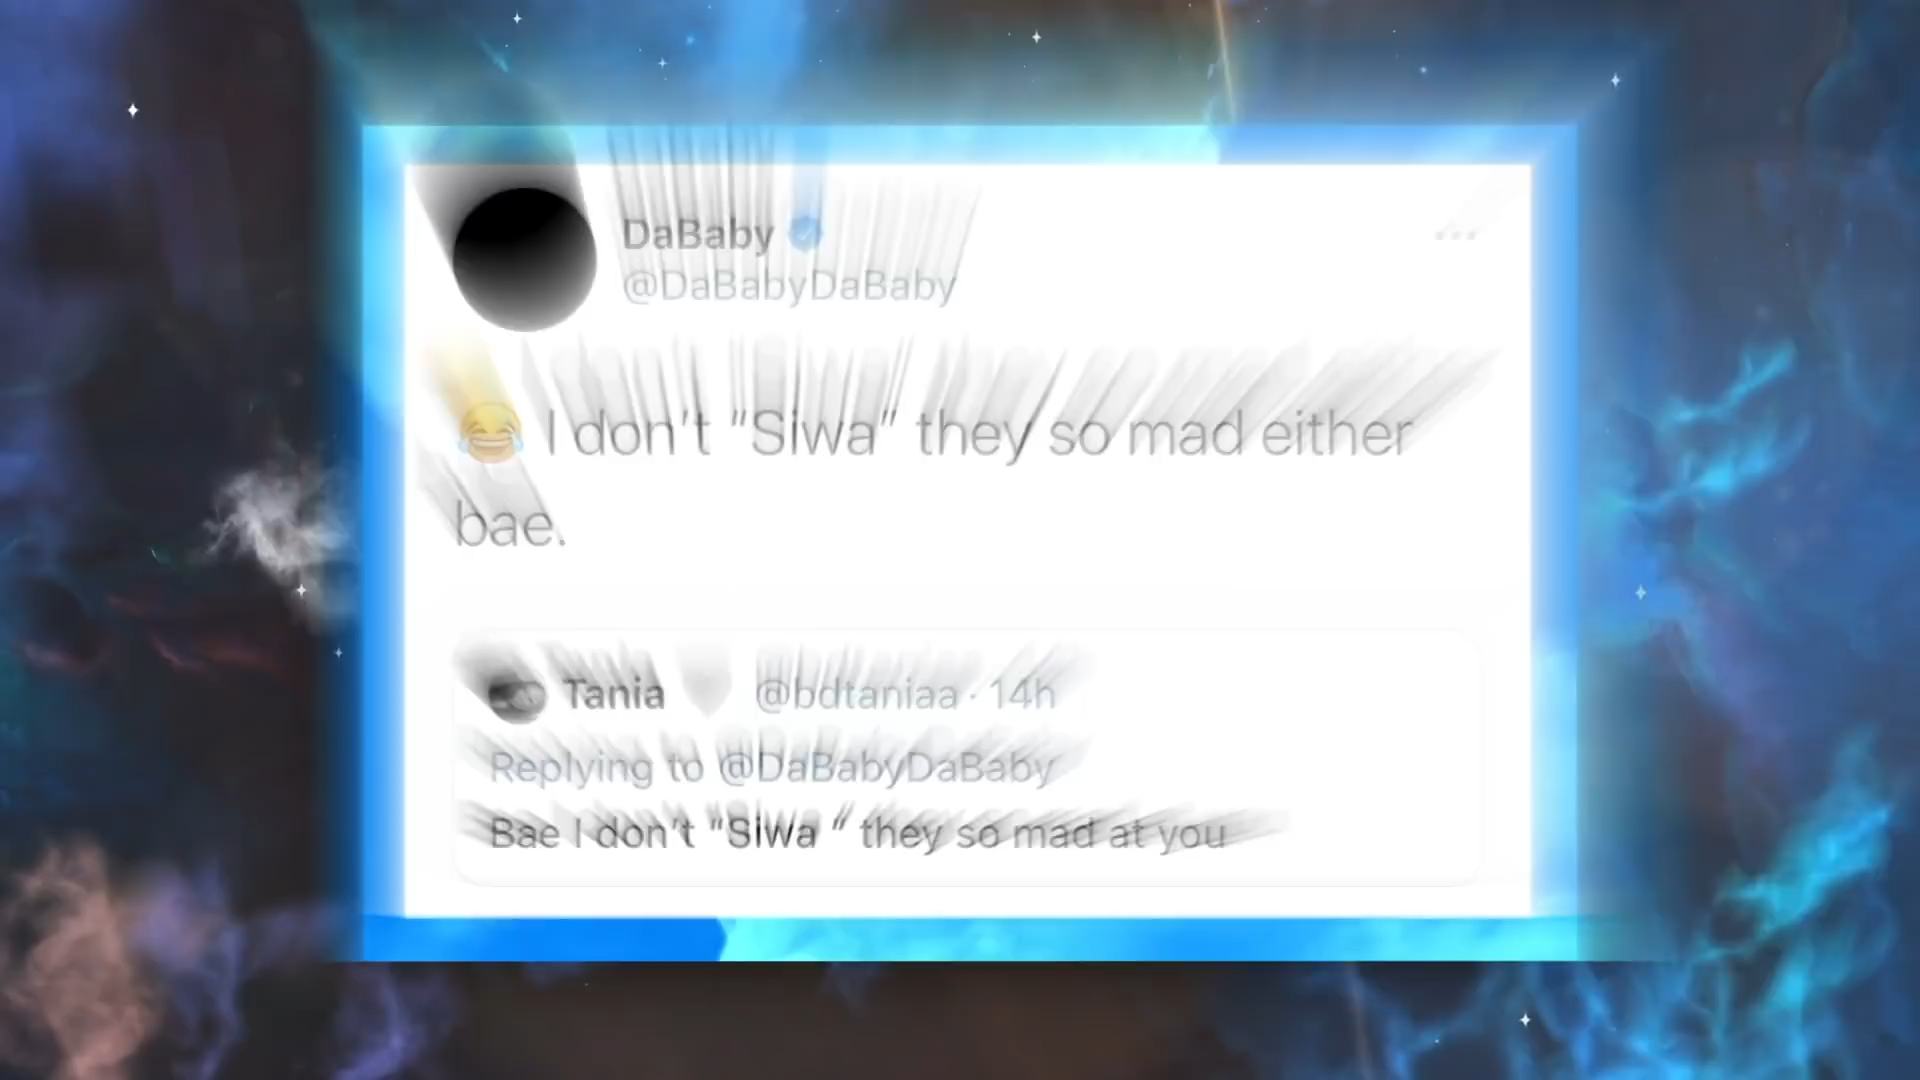 DaBaby
@DaBabyDaBaby
😂 I don't "Siwa" they so mad either
bae.
Tania @bdtaniaa · 14h
Replying to @DaBabyDaBaby
Bae I don't "Siwa " they so mad at you